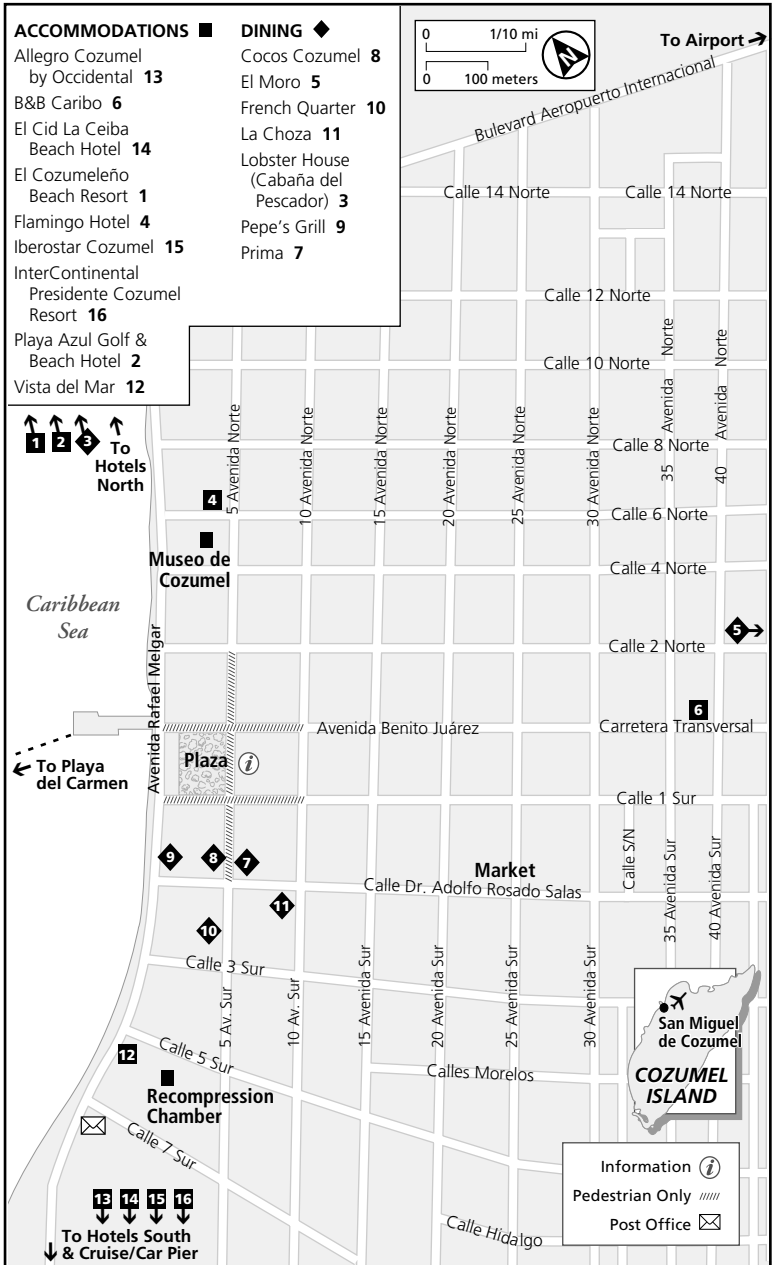 ACCOMMODATIONS ■
Allegro Cozumel
by Occidental 13
B&B Caribo 6
El Cid La Ceiba
Beach Hotel 14
El Cozumeleño
Beach Resort 1
Flamingo Hotel 4
Iberostar Cozumel 15
InterContinental
Presidente Cozumel
Resort 16
Playa Azul Golf &
Beach Hotel 2
Vista del Mar 12
DINING ◆
Cocos Cozumel 8
El Moro 5
French Quarter 10
La Choza 11
Lobster House
(Cabaña del
Pescador) 3
Pepe's Grill 9
Prima 7
0 1/10 mi
0 100 meters
N
To Airport
Bulevard Aeropuerto Internacional
Calle 14 Norte
Calle 14 Norte
Calle 12 Norte
Calle 10 Norte
35 Avenida Norte
40 Avenida Norte
1 2 3
To
Hotels
North
5 Avenida Norte
10 Avenida Norte
15 Avenida Norte
20 Avenida Norte
25 Avenida Norte
30 Avenida Norte
Calle 8 Norte
4
Calle 6 Norte
Museo de
Cozumel
Calle 4 Norte
Caribbean
Sea
5
Calle 2 Norte
Avenida Rafael Melgar
6
Avenida Benito Juárez
Carretera Transversal
Plaza
i
To Playa
del Carmen
Calle 1 Sur
Calle S/N
35 Avenida Sur
40 Avenida Sur
9 8 7
Market
Calle Dr. Adolfo Rosado Salas
11
10
Calle 3 Sur
5 Av. Sur
10 Av. Sur
15 Avenida Sur
20 Avenida Sur
25 Avenida Sur
30 Avenida Sur
San Miguel
de Cozumel
COZUMEL
ISLAND
12
Calle 5 Sur
Calles Morelos
Recompression
Chamber
Calle 7 Sur
13 14 15 16
To Hotels South
& Cruise/Car Pier
Calle Hidalgo
Information i
Pedestrian Only
Post Office